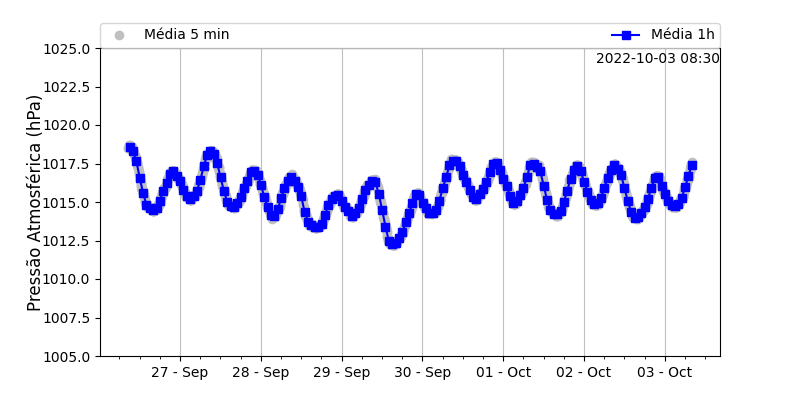 Média 5 min
Média 1h
2022-10-03 08:30
Pressão Atmosférica (hPa)
1025.0
1022.5
1020.0
1017.5
1015.0
1012.5
1010.0
1007.5
1005.0
27 - Sep
28 - Sep
29 - Sep
30 - Sep
01 - Oct
02 - Oct
03 - Oct